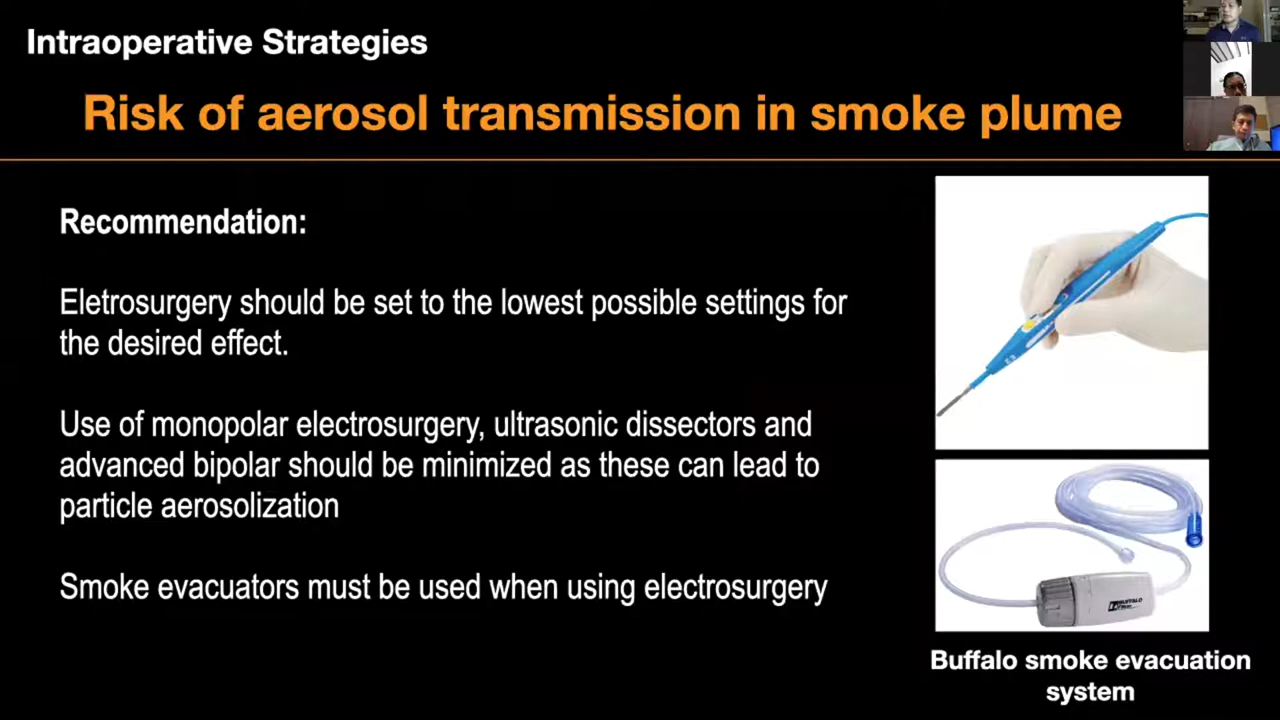 Intraoperative Strategies
Risk of aerosol transmission in smoke plume
Recommendation:
Eletrosurgery should be set to the lowest possible settings for
the desired effect.
Use of monopolar electrosurgery, ultrasonic dissectors and
advanced bipolar should be minimized as these can lead to
particle aerosolization
Smoke evacuators must be used when using electrosurgery
BUFFALO
Buffalo smoke evacuation
system